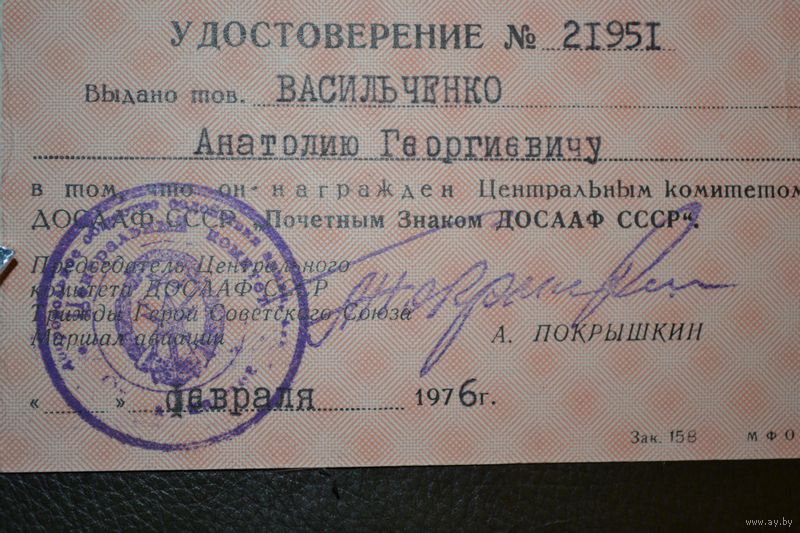 УДОСТОВЕРЕНИЕ № 21951
Выдано тов. ВАСИЛЬЧЕНКО
Анатолию Георгиевичу
в том, что он награжден Центральным комитетом
ДОСААФ СССР „Почетным Знаком ДОСААФ СССР“.
Председатель Центрального
комитета ДОСААФ СССР
Трижды Герой Советского Союза
Маршал авиации А. ПОКРЫШКИН
« » февраля 1976 г.
Зак. 158 МФО
www.ay.by